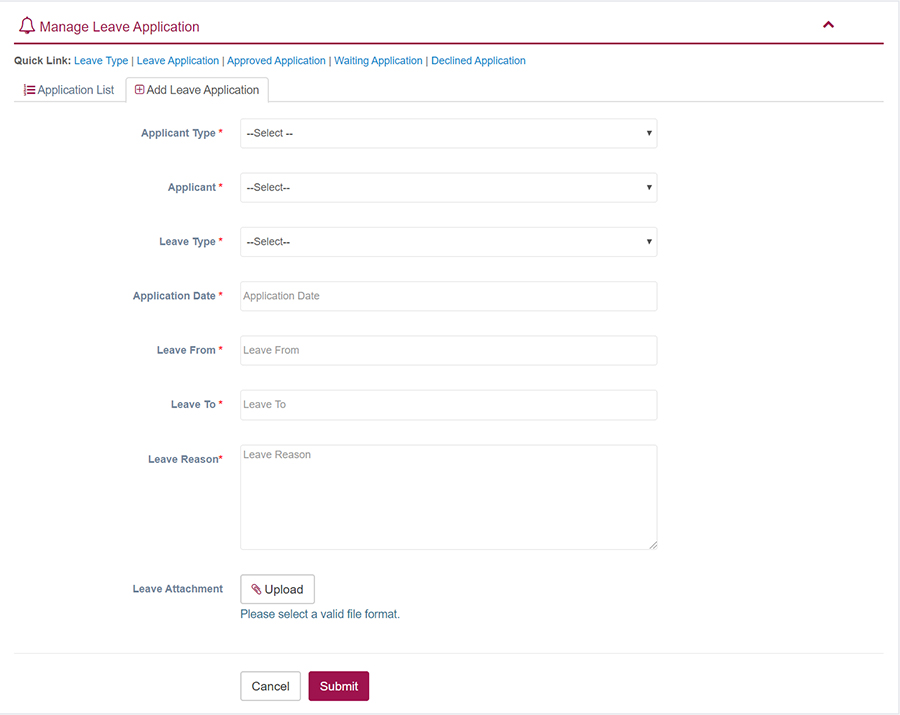 Manage Leave Application
Quick Link: Leave Type | Leave Application | Approved Application | Waiting Application | Declined Application
Application List Add Leave Application
Applicant Type * --Select --
Applicant * --Select--
Leave Type * --Select--
Application Date * Application Date
Leave From * Leave From
Leave To * Leave To
Leave Reason* Leave Reason
Leave Attachment Upload
Please select a valid file format.
Cancel Submit